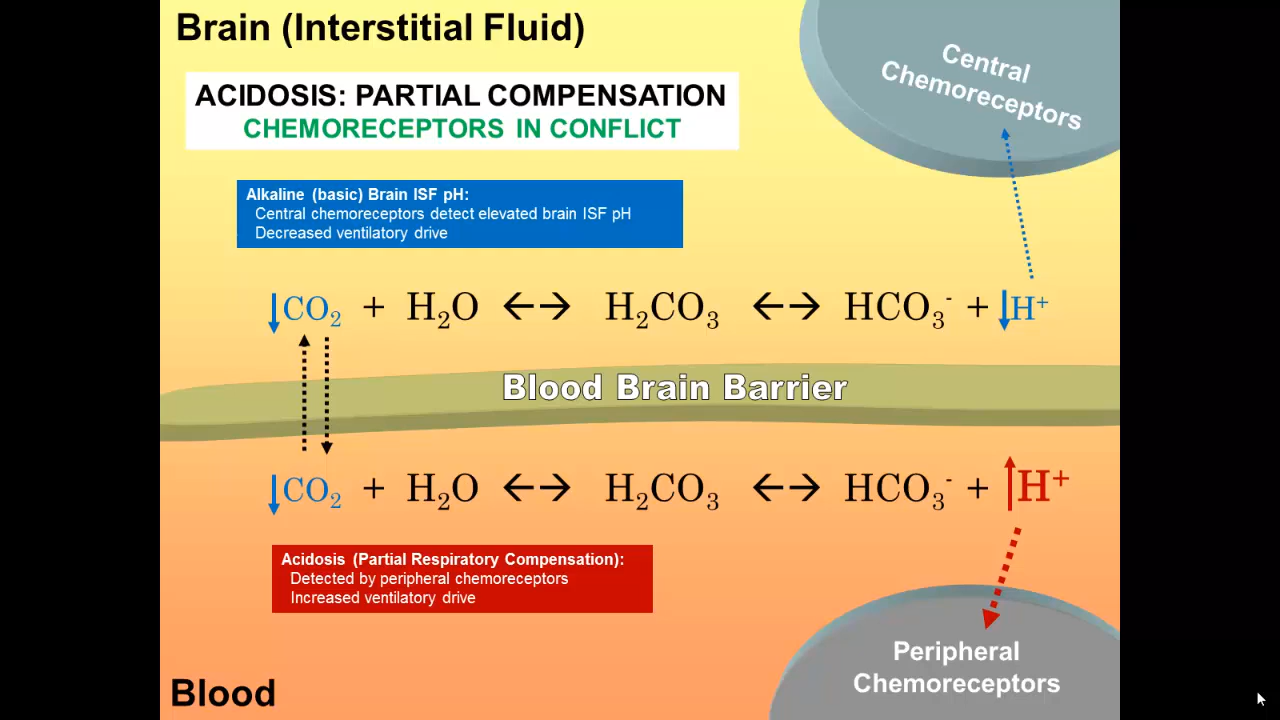 Brain (Interstitial Fluid)
Central
Chemoreceptors
ACIDOSIS: PARTIAL COMPENSATION
CHEMORECEPTORS IN CONFLICT
Alkaline (basic) Brain ISF pH:
Central chemoreceptors detect elevated brain ISF pH
Decreased ventilatory drive
↓CO₂ + H₂O ←→ H₂CO₃ ←→ HCO₃⁻ + ↓H⁺
Blood Brain Barrier
↓CO₂ + H₂O ←→ H₂CO₃ ←→ HCO₃⁻ + ↑H⁺
Acidosis (Partial Respiratory Compensation):
Detected by peripheral chemoreceptors
Increased ventilatory drive
Peripheral
Chemoreceptors
Blood